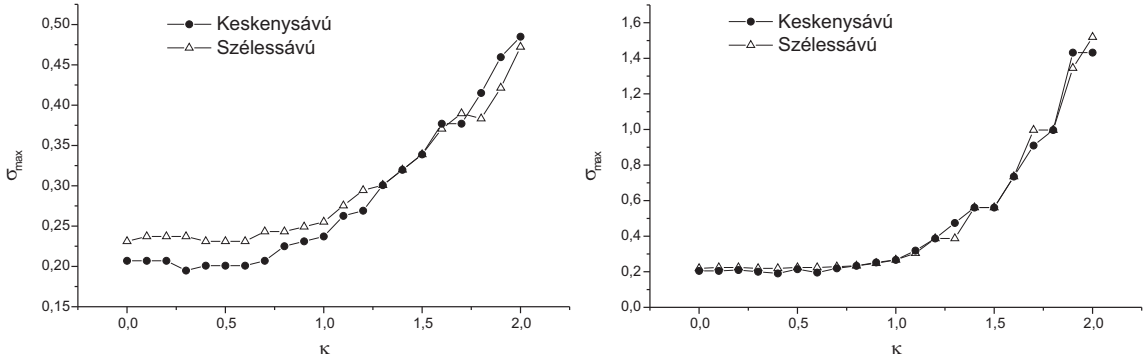 Keskenysávú
Szélessávú
0,50
0,45
0,40
0,35
0,30
0,25
0,20
0,15
σmax
0,0 0,5 1,0 1,5 2,0
κ
Keskenysávú
Szélessávú
1,6
1,4
1,2
1,0
0,8
0,6
0,4
0,2
0,0
σmax
0,0 0,5 1,0 1,5 2,0
κ